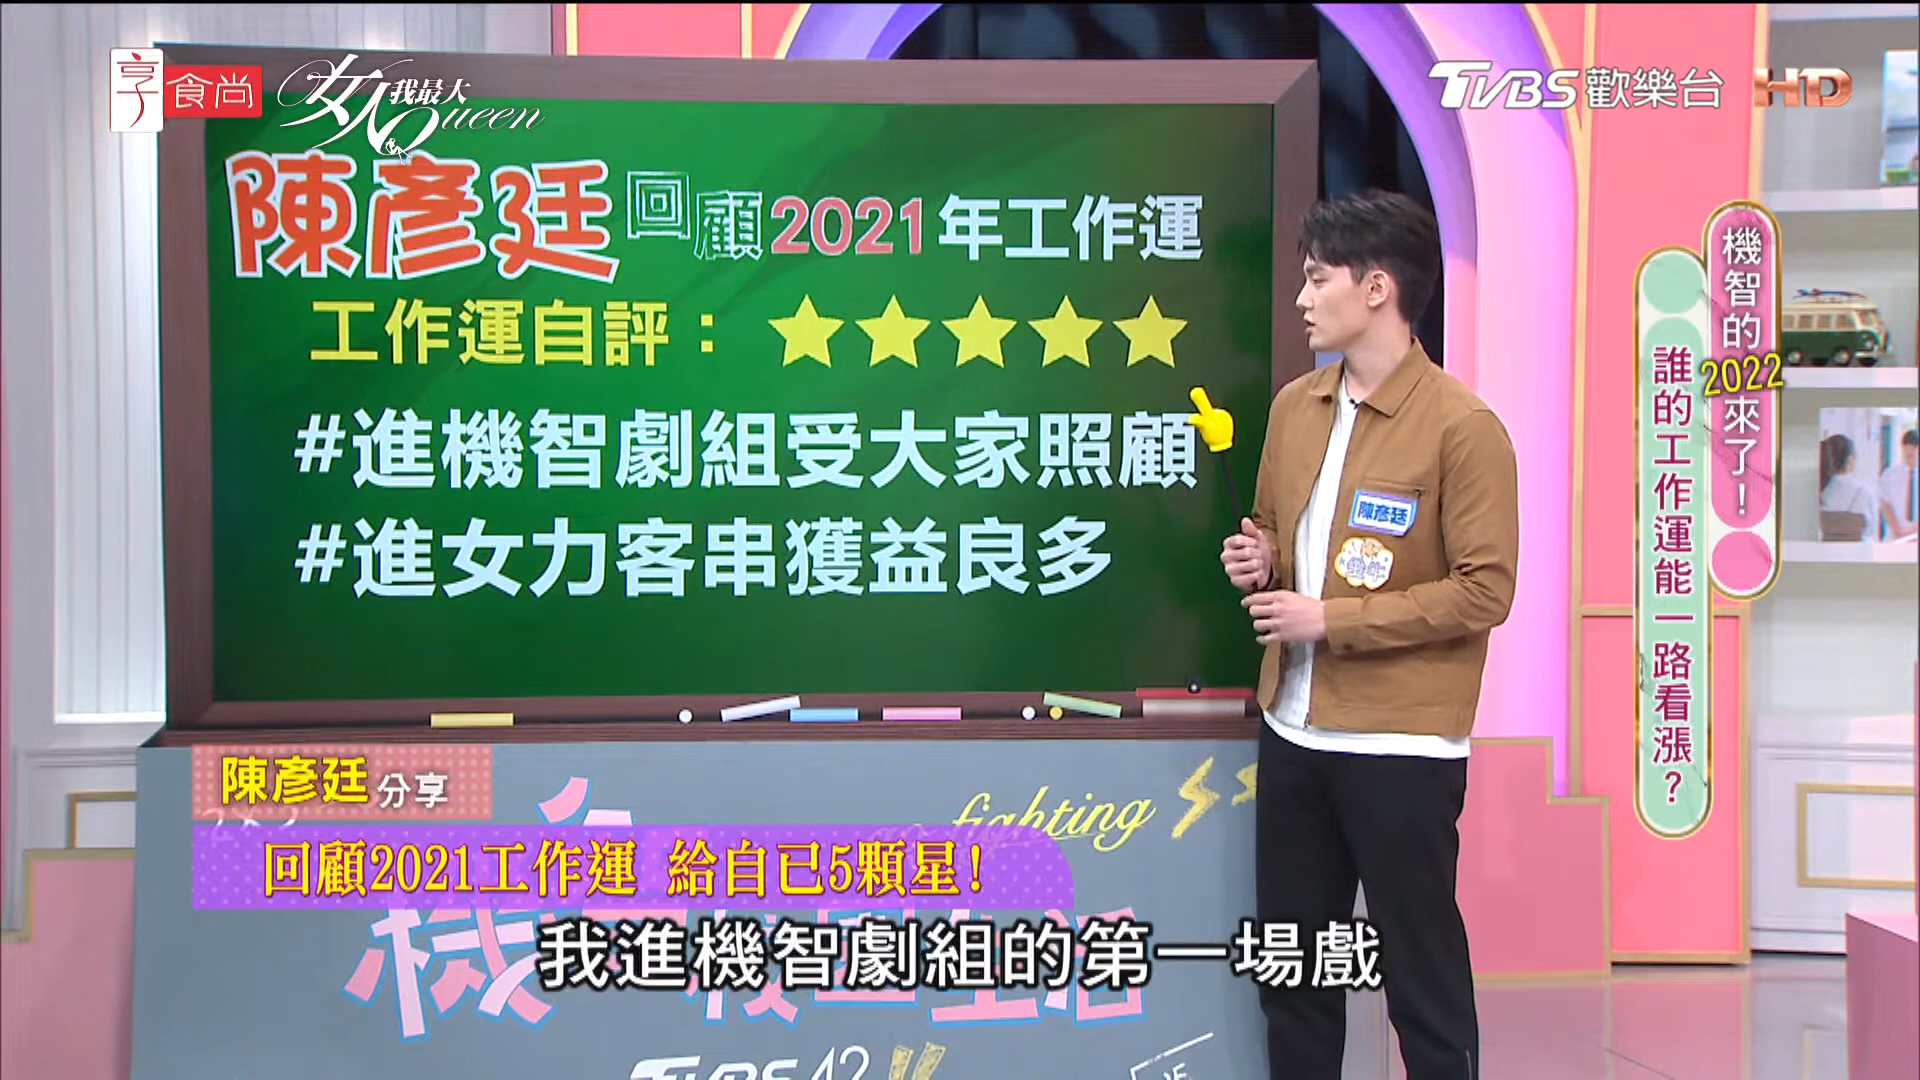 享食尚
女人我最大
Queen
TVBS歡樂台 HD
陳彥廷回顧2021年工作運
工作運自評：★★★★★
#進機智劇組受大家照顧
#進女力客串獲益良多
機智的2022來了!
誰的工作運能一路看漲?
陳彥廷
陳彥廷分享
fighting
回顧2021工作運 給自已5顆星!
我進機智劇組的第一場戲
TVBS 42